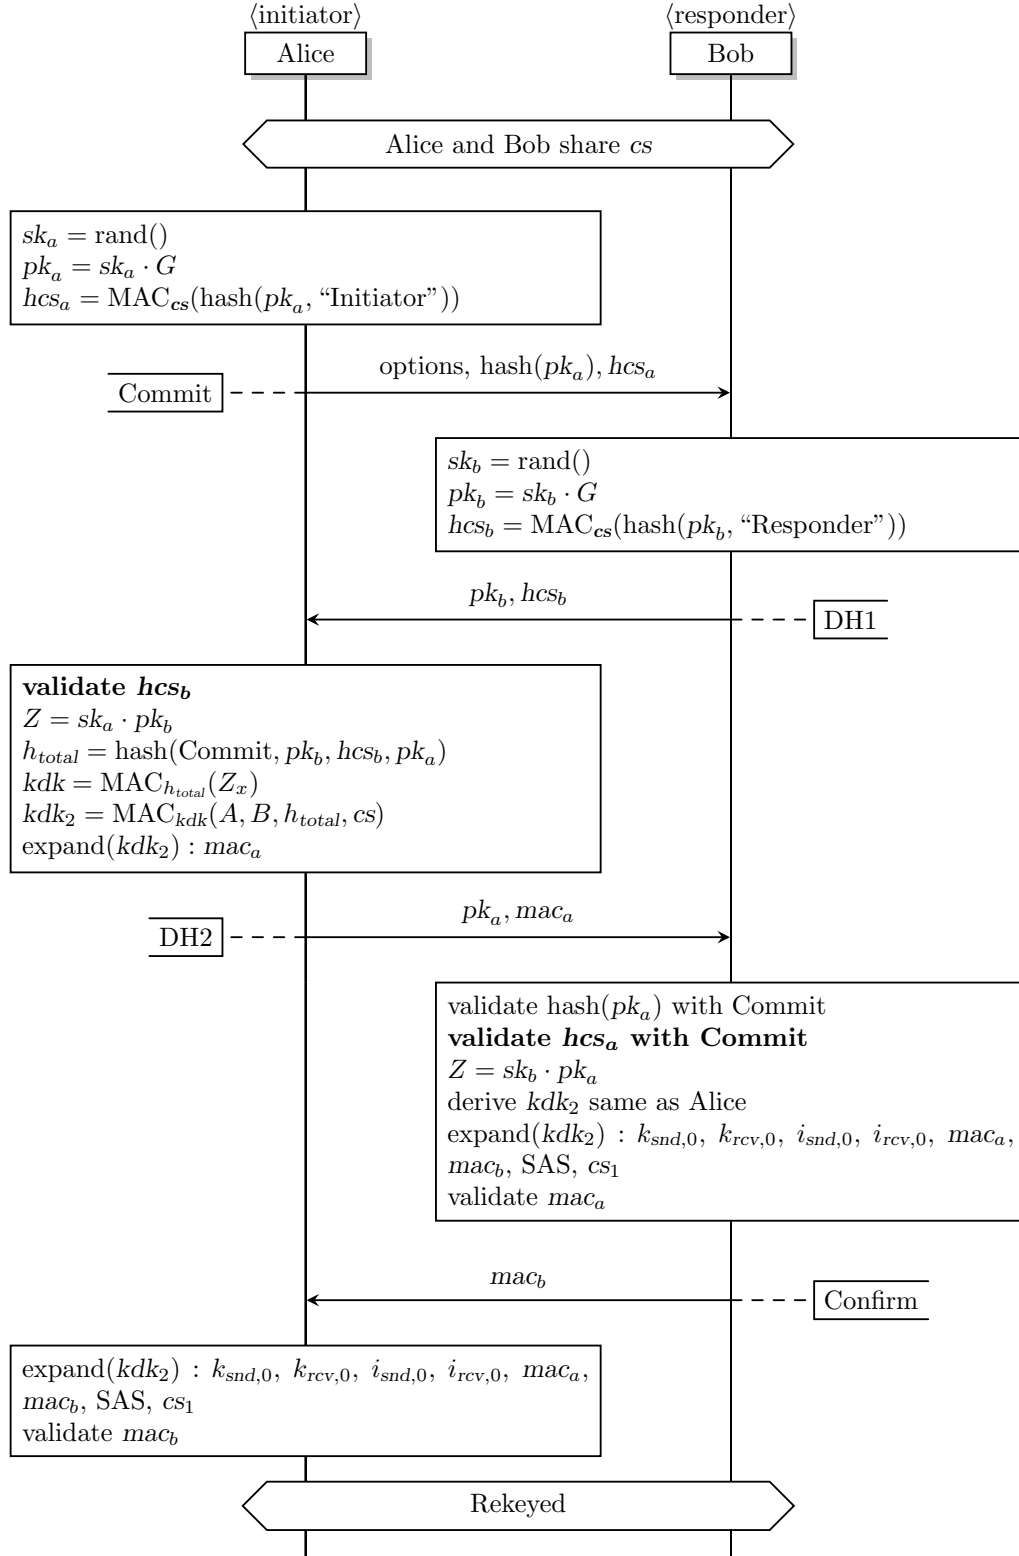 ⟨initiator⟩ ⟨responder⟩
Alice Bob
Alice and Bob share cs
sk_a = rand()
pk_a = sk_a · G
hcs_a = MAC_cs(hash(pk_a, “Initiator”))
options, hash(pk_a), hcs_a
Commit
sk_b = rand()
pk_b = sk_b · G
hcs_b = MAC_cs(hash(pk_b, “Responder”))
pk_b, hcs_b
DH1
validate hcs_b
Z = sk_a · pk_b
h_total = hash(Commit, pk_b, hcs_b, pk_a)
kdk = MAC_h_total(Z_x)
kdk_2 = MAC_kdk(A, B, h_total, cs)
expand(kdk_2) : mac_a
pk_a, mac_a
DH2
validate hash(pk_a) with Commit
validate hcs_a with Commit
Z = sk_b · pk_a
derive kdk_2 same as Alice
expand(kdk_2) : k_snd,0, k_rcv,0, i_snd,0, i_rcv,0, mac_a,
mac_b, SAS, cs_1
validate mac_a
mac_b
Confirm
expand(kdk_2) : k_snd,0, k_rcv,0, i_snd,0, i_rcv,0, mac_a,
mac_b, SAS, cs_1
validate mac_b
Rekeyed